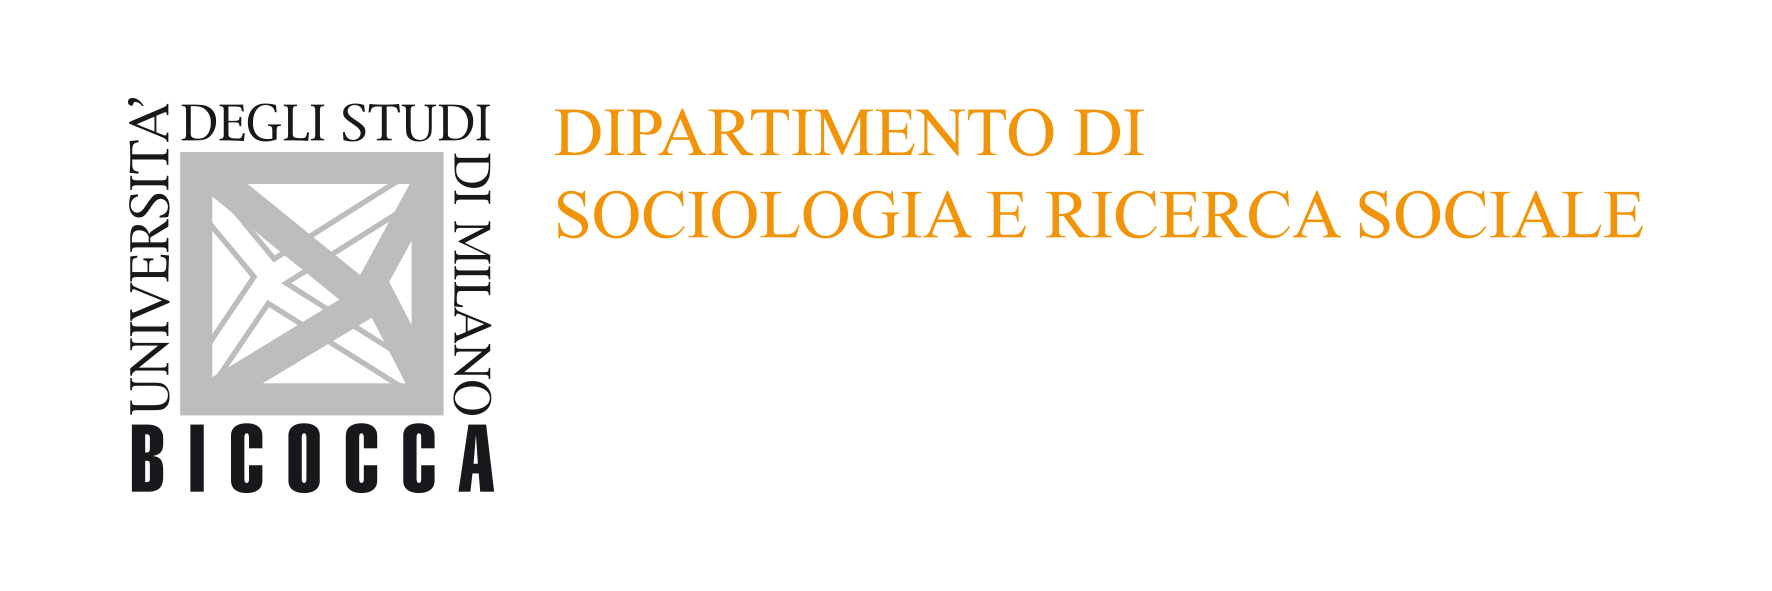 UNIVERSITA'
DEGLI STUDI
DI MILANO
BICOCCA
DIPARTIMENTO DI
SOCIOLOGIA E RICERCA SOCIALE